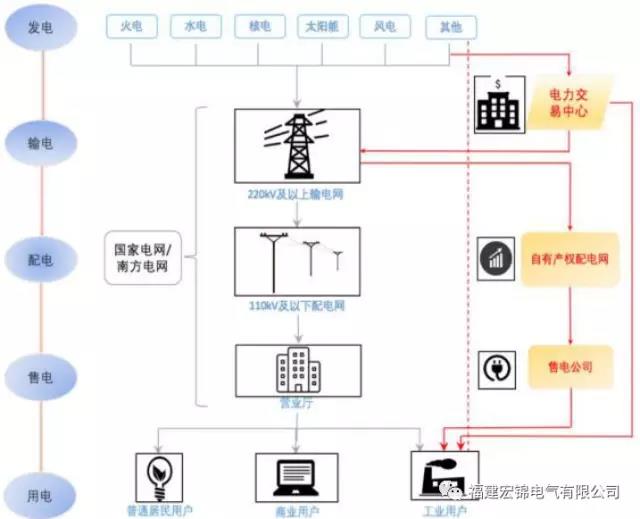 发电
火电
水电
核电
太阳能
风电
其他
$
电力交
易中心
输电
220kV及以上输电网
国家电网/
南方电网
配电
自有产权配电网
110kV及以下配电网
售电
售电公司
营业厅
用电
普通居民用户
商业用户
工业用户
福建宏锦电气有限公司